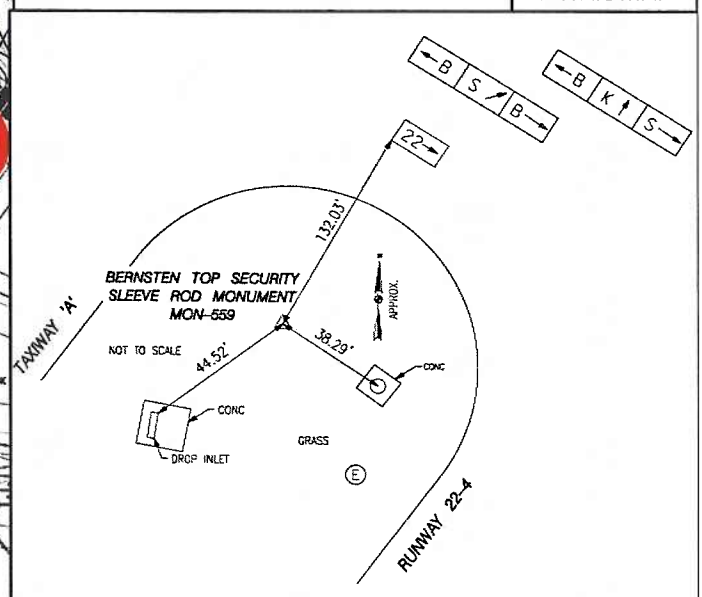 ← B S ↗ B →
← B K ↑ S →
22 →
132.03'
BERNSTEN TOP SECURITY
SLEEVE ROD MONUMENT
MON-559
APPROX.
TAXIWAY 'A'
NOT TO SCALE
44.52'
38.29'
CONC
CONC
DROP INLET
GRASS
E
RUNWAY 22-4